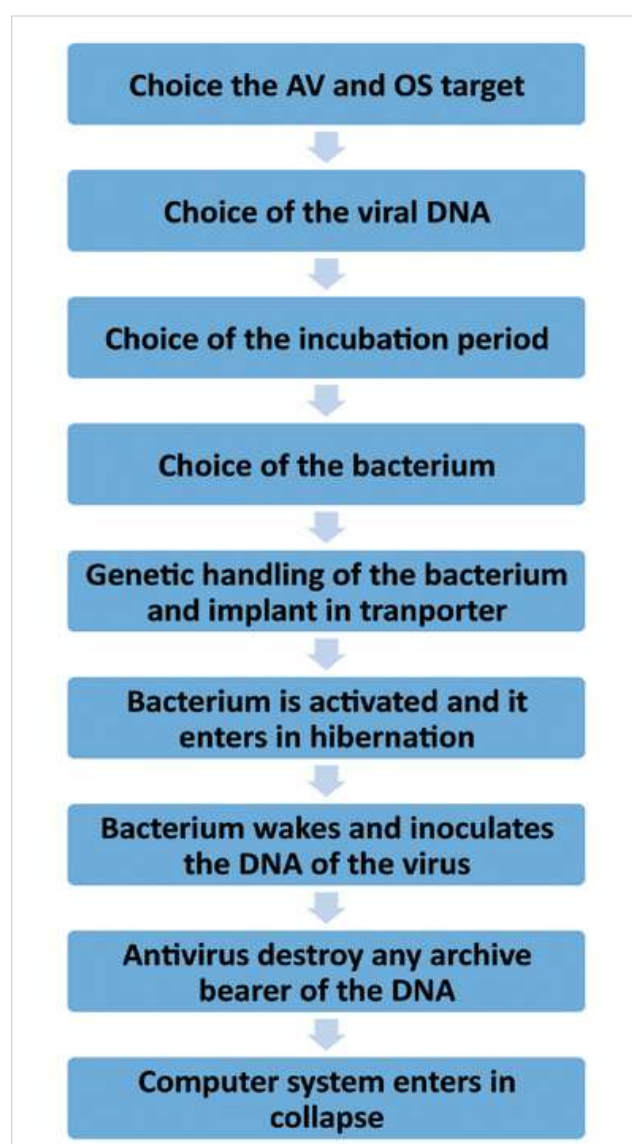 Choice the AV and OS target
Choice of the viral DNA
Choice of the incubation period
Choice of the bacterium
Genetic handling of the bacterium
and implant in tranporter
Bacterium is activated and it
enters in hibernation
Bacterium wakes and inoculates
the DNA of the virus
Antivirus destroy any archive
bearer of the DNA
Computer system enters in
collapse